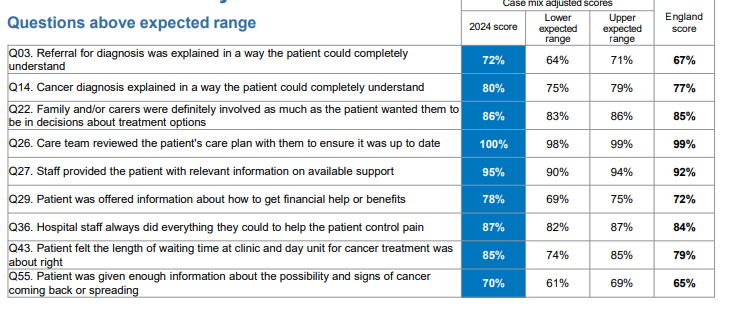 Case mix adjusted scores
Questions above expected range
2024 score
Lower
expected
range
Upper
expected
range
England
score
Q03. Referral for diagnosis was explained in a way the patient could completely
understand
72% 64% 71% 67%
Q14. Cancer diagnosis explained in a way the patient could completely understand
80% 75% 79% 77%
Q22. Family and/or carers were definitely involved as much as the patient wanted them to
be in decisions about treatment options
86% 83% 86% 85%
Q26. Care team reviewed the patient's care plan with them to ensure it was up to date
100% 98% 99% 99%
Q27. Staff provided the patient with relevant information on available support
95% 90% 94% 92%
Q29. Patient was offered information about how to get financial help or benefits
78% 69% 75% 72%
Q36. Hospital staff always did everything they could to help the patient control pain
87% 82% 87% 84%
Q43. Patient felt the length of waiting time at clinic and day unit for cancer treatment was
about right
85% 74% 85% 79%
Q55. Patient was given enough information about the possibility and signs of cancer
coming back or spreading
70% 61% 69% 65%